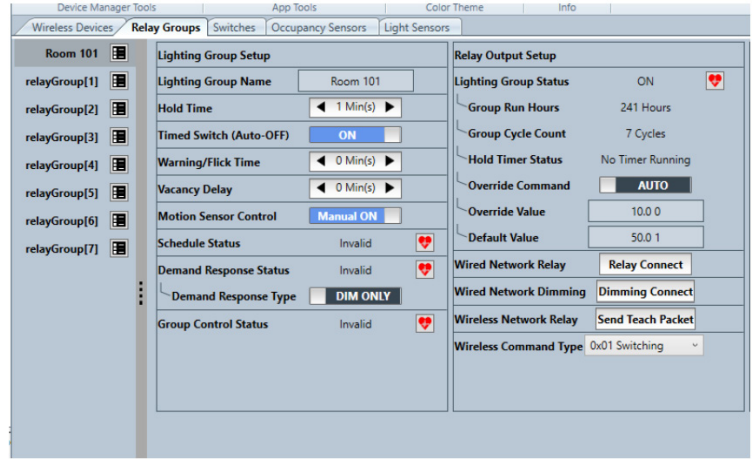 Device Manager Tools App Tools Color Theme Info
Wireless Devices Relay Groups Switches Occupancy Sensors Light Sensors
Room 101
relayGroup[1]
relayGroup[2]
relayGroup[3]
relayGroup[4]
relayGroup[5]
relayGroup[6]
relayGroup[7]
Lighting Group Setup
Lighting Group Name Room 101
Hold Time 1 Min(s)
Timed Switch (Auto-OFF) ON
Warning/Flick Time 0 Min(s)
Vacancy Delay 0 Min(s)
Motion Sensor Control Manual ON
Schedule Status Invalid
Demand Response Status Invalid
Demand Response Type DIM ONLY
Group Control Status Invalid
Relay Output Setup
Lighting Group Status ON
Group Run Hours 241 Hours
Group Cycle Count 7 Cycles
Hold Timer Status No Timer Running
Override Command AUTO
Override Value 10.0 0
Default Value 50.0 1
Wired Network Relay Relay Connect
Wired Network Dimming Dimming Connect
Wireless Network Relay Send Teach Packet
Wireless Command Type 0x01 Switching